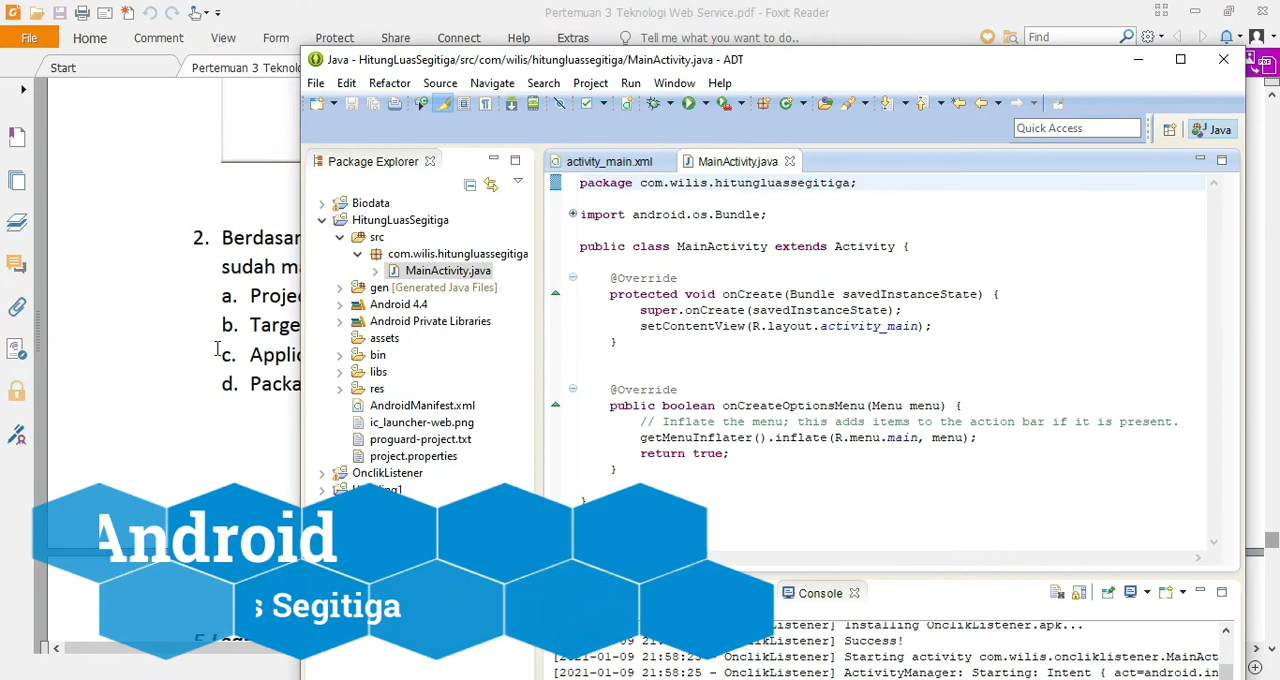 Pertemuan 3 Teknologi Web Service.pdf - Foxit Reader
File Home Comment View Form Protect Share Connect Help Extras Tell me what you want to do... Find
Start
Pertemuan 3 Teknolo
Java - HitungLuasSegitiga/src/com/wilis/hitungluassegitiga/MainActivity.java - ADT
File Edit Refactor Source Navigate Search Project Run Window Help
Quick Access
Java
Package Explorer
Biodata
HitungLuasSegitiga
src
com.wilis.hitungluassegitiga
MainActivity.java
gen [Generated Java Files]
Android 4.4
Android Private Libraries
assets
bin
libs
res
AndroidManifest.xml
ic_launcher-web.png
proguard-project.txt
project.properties
OnclikListener
activity_main.xml
MainActivity.java
package com.wilis.hitungluassegitiga;
import android.os.Bundle;
public class MainActivity extends Activity {
@Override
protected void onCreate(Bundle savedInstanceState) {
super.onCreate(savedInstanceState);
setContentView(R.layout.activity_main);
}
@Override
public boolean onCreateOptionsMenu(Menu menu) {
// Inflate the menu; this adds items to the action bar if it is present.
getMenuInflater().inflate(R.menu.main, menu);
return true;
}
}
2. Berdasar
sudah ma
a. Projec
b. Targe
c. Applic
d. Packa
Android
s Segitiga
Console
] Installing OnclikListener.apk...
] Success!
[2021-01-09 21:58:23 - OnclikListener] Starting activity com.wilis.oncliklistener.MainAct
[2021-01-09 21:58:25 - OnclikListener] ActivityManager: Starting: Intent { act=android.in